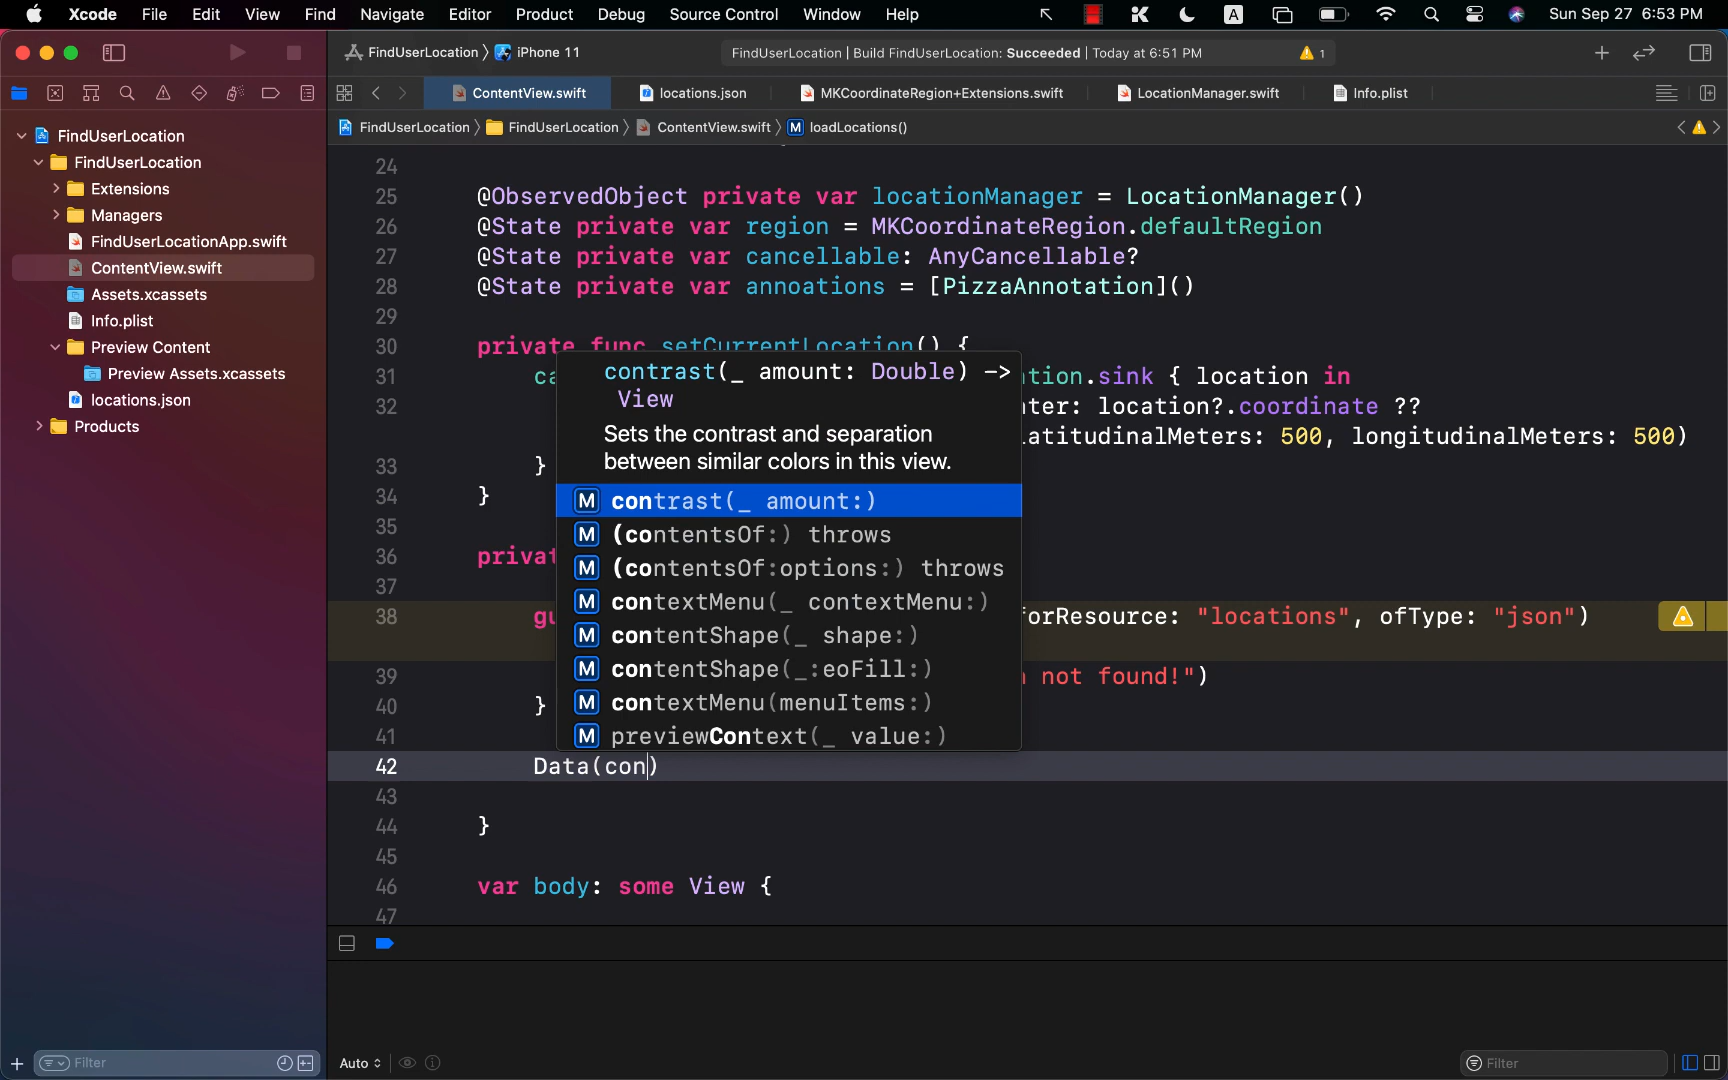 Xcode File Edit View Find Navigate Editor Product Debug Source Control Window Help A Sun Sep 27 6:53 PM
FindUserLocation iPhone 11 FindUserLocation | Build FindUserLocation: Succeeded | Today at 6:51 PM 1
ContentView.swift locations.json MKCoordinateRegion+Extensions.swift LocationManager.swift Info.plist
FindUserLocation FindUserLocation ContentView.swift M loadLocations()
FindUserLocation
FindUserLocation
Extensions
Managers
FindUserLocationApp.swift
ContentView.swift
Assets.xcassets
Info.plist
Preview Content
Preview Assets.xcassets
locations.json
Products
24
25 @ObservedObject private var locationManager = LocationManager()
26 @State private var region = MKCoordinateRegion.defaultRegion
27 @State private var cancellable: AnyCancellable?
28 @State private var annoations = [PizzaAnnotation]()
29
30 private func setCurrentLocation() {
31 ca tion.sink { location in
32 ter: location?.coordinate ??
atitudinalMeters: 500, longitudinalMeters: 500)
33 }
34 }
35
36 privat
37
38 gu orResource: "locations", ofType: "json")
39 not found!")
40 }
41
42 Data(con)
43
44 }
45
46 var body: some View {
47
contrast(_ amount: Double) ->
View
Sets the contrast and separation
between similar colors in this view.
M contrast(_ amount:)
M (contentsOf:) throws
M (contentsOf:options:) throws
M contextMenu(_ contextMenu:)
M contentShape(_ shape:)
M contentShape(_:eoFill:)
M contextMenu(menuItems:)
M previewContext(_ value:)
Filter
Auto
Filter